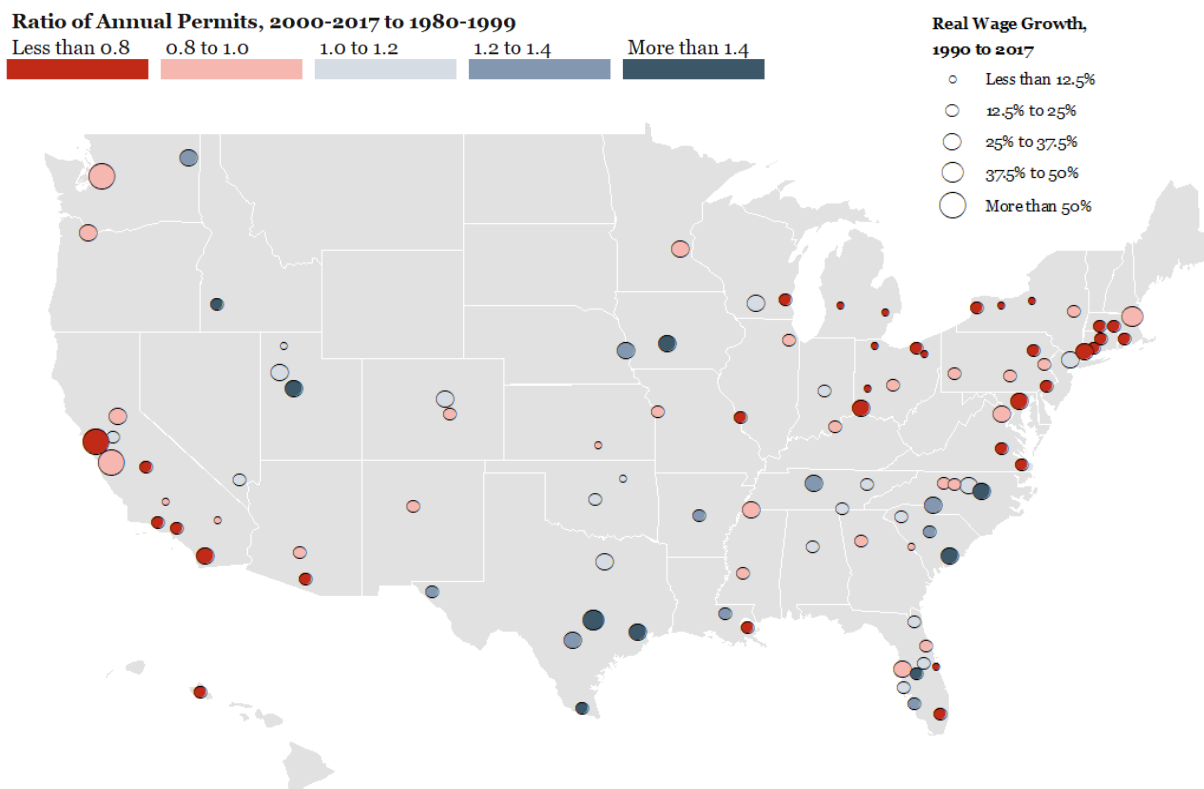 Ratio of Annual Permits, 2000-2017 to 1980-1999
Less than 0.8 0.8 to 1.0 1.0 to 1.2 1.2 to 1.4 More than 1.4
Real Wage Growth,
1990 to 2017
Less than 12.5%
12.5% to 25%
25% to 37.5%
37.5% to 50%
More than 50%